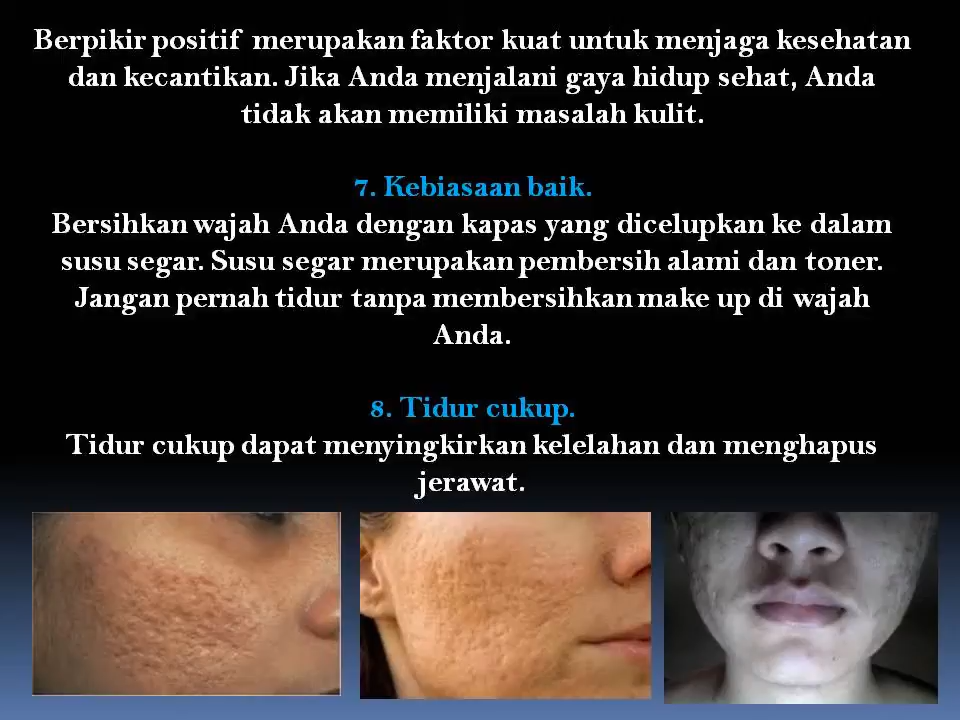 Berpikir positif merupakan faktor kuat untuk menjaga kesehatan
dan kecantikan. Jika Anda menjalani gaya hidup sehat, Anda
tidak akan memiliki masalah kulit.
7. Kebiasaan baik.
Bersihkan wajah Anda dengan kapas yang dicelupkan ke dalam
susu segar. Susu segar merupakan pembersih alami dan toner.
Jangan pernah tidur tanpa membersihkan make up di wajah
Anda.
8. Tidur cukup.
Tidur cukup dapat menyingkirkan kelelahan dan menghapus
jerawat.